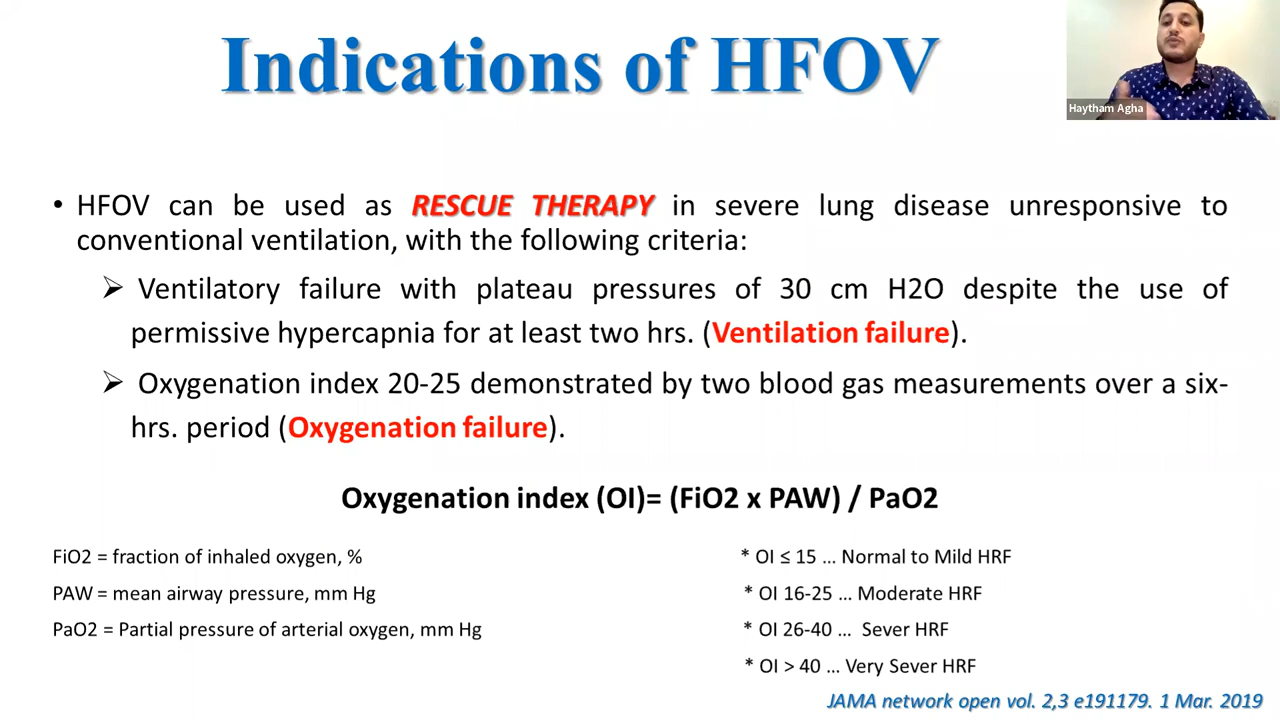 Indications of HFOV
Haytham Agha
• HFOV can be used as RESCUE THERAPY in severe lung disease unresponsive to
conventional ventilation, with the following criteria:
➢ Ventilatory failure with plateau pressures of 30 cm H2O despite the use of
permissive hypercapnia for at least two hrs. (Ventilation failure).
➢ Oxygenation index 20-25 demonstrated by two blood gas measurements over a six-
hrs. period (Oxygenation failure).
Oxygenation index (OI)= (FiO2 x PAW) / PaO2
FiO2 = fraction of inhaled oxygen, %
PAW = mean airway pressure, mm Hg
PaO2 = Partial pressure of arterial oxygen, mm Hg
* OI ≤ 15 ... Normal to Mild HRF
* OI 16-25 ... Moderate HRF
* OI 26-40 ... Sever HRF
* OI > 40 ... Very Sever HRF
JAMA network open vol. 2,3 e191179. 1 Mar. 2019